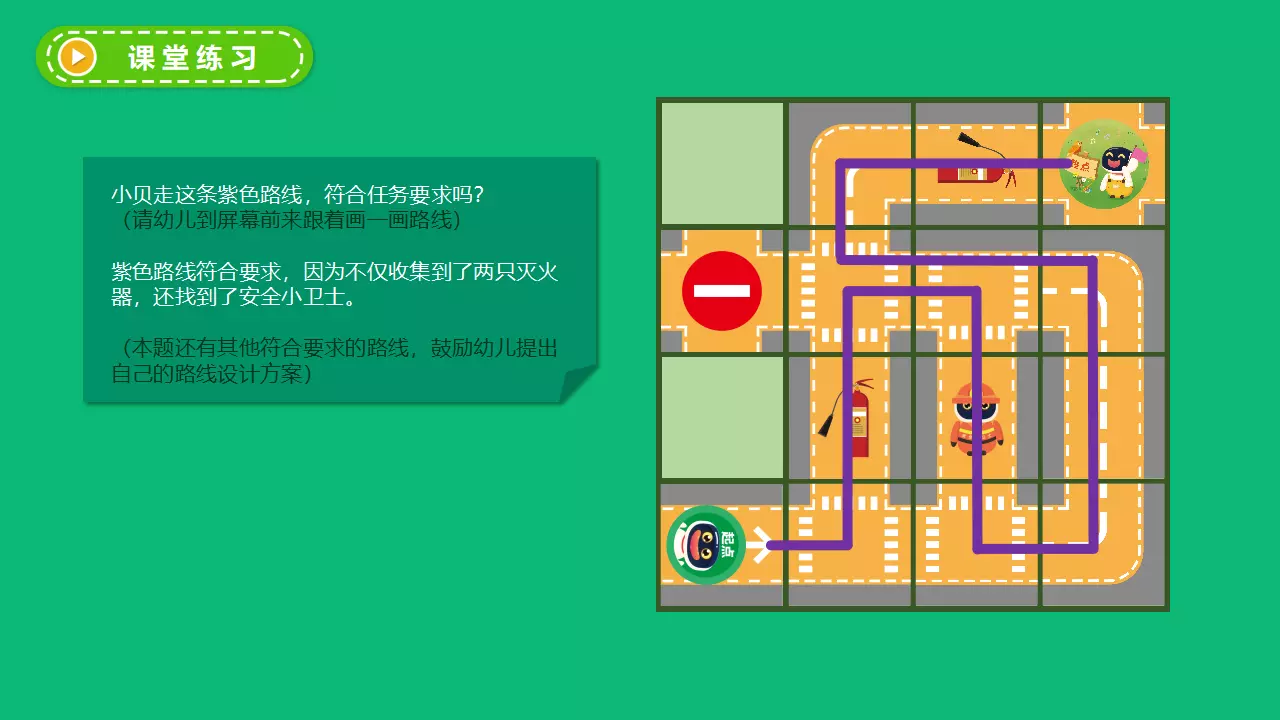 课堂练习
小贝走这条紫色路线，符合任务要求吗？
（请幼儿到屏幕前来跟着画一画路线）
紫色路线符合要求，因为不仅收集到了两只灭火
器，还找到了安全小卫士。
（本题还有其他符合要求的路线，鼓励幼儿提出
自己的路线设计方案）
终点
起点